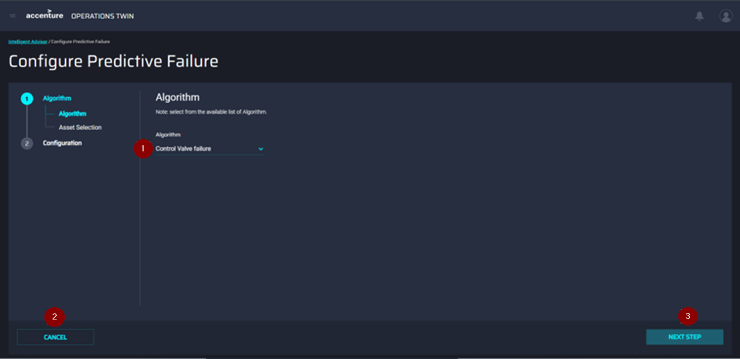 accenture OPERATIONS TWIN
Intelligent Advisor / Configure Predictive Failure
Configure Predictive Failure
1 Algorithm
Algorithm
Asset Selection
2 Configuration
Algorithm
Note: select from the available list of Algorithm
Algorithm
1 Control Valve failure
2
CANCEL
3
NEXT STEP